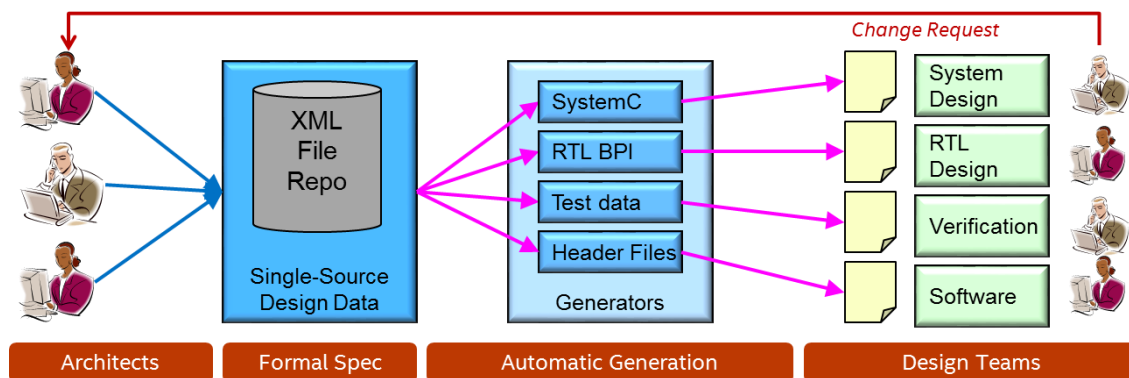 Change Request
XML
File
Repo
Single-Source
Design Data
SystemC
RTL BPI
Test data
Header Files
Generators
System
Design
RTL
Design
Verification
Software
Architects
Formal Spec
Automatic Generation
Design Teams